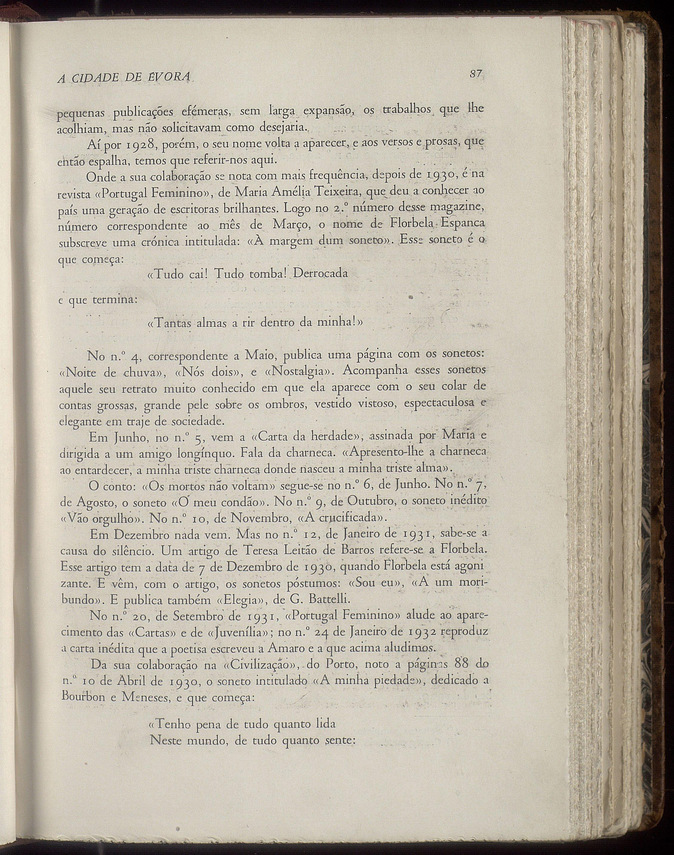 A CIDADE DE ÉVORA
87
pequenas publicações efémeras, sem larga expansão, os trabalhos que lhe
acolhiam, mas não solicitavam como desejaria.
Aí por 1928, porém, o seu nome volta a aparecer, e aos versos e prosas, que
então espalha, temos que referir-nos aqui.
Onde a sua colaboração se nota com mais frequência, depois de 1930, é na
revista «Portugal Feminino», de Maria Amélia Teixeira, que deu a conhecer ao
país uma geração de escritoras brilhantes. Logo no 2.º número desse magazine,
número correspondente ao mês de Março, o nome de Florbela Espanca
subscreve uma crónica intitulada: «À margem dum soneto». Esse soneto é o
que começa:
«Tudo cai! Tudo tomba! Derrocada
e que termina:
«Tantas almas a rir dentro da minha!»
No n.º 4, correspondente a Maio, publica uma página com os sonetos:
«Noite de chuva», «Nós dois», e «Nostalgia». Acompanha esses sonetos
aquele seu retrato muito conhecido em que ela aparece com o seu colar de
contas grossas, grande pele sobre os ombros, vestido vistoso, espectaculosa e
elegante em traje de sociedade.
Em Junho, no n.º 5, vem a «Carta da herdade», assinada por Maria e
dirigida a um amigo longínquo. Fala da charneca. «Apresento-lhe a charneca
ao entardecer, a minha triste charneca donde nasceu a minha triste alma».
O conto: «Os mortos não voltam» segue-se no n.º 6, de Junho. No n.º 7,
de Agosto, o soneto «Ó meu condão». No n.º 9, de Outubro, o soneto inédito
«Vão orgulho». No n.º 10, de Novembro, «A crucificada».
Em Dezembro nada vem. Mas no n.º 12, de Janeiro de 1931, sabe-se a
causa do silêncio. Um artigo de Teresa Leitão de Barros refere-se a Florbela.
Esse artigo tem a data de 7 de Dezembro de 1930, quando Florbela está agoni
zante. E vêm, com o artigo, os sonetos póstumos: «Sou eu», «A um mori-
bundo». E publica também «Elegia», de G. Battelli.
No n.º 20, de Setembro de 1931, «Portugal Feminino» alude ao apare-
cimento das «Cartas» e de «Juvenília»; no n.º 24 de Janeiro de 1932 reproduz
a carta inédita que a poetisa escreveu a Amaro e a que acima aludimos.
Da sua colaboração na «Civilização», do Porto, noto a páginas 88 do
n.º 10 de Abril de 1930, o soneto intitulado «A minha piedade», dedicado a
Bourbon e Meneses, e que começa:
«Tenho pena de tudo quanto lida
Neste mundo, de tudo quanto sente: